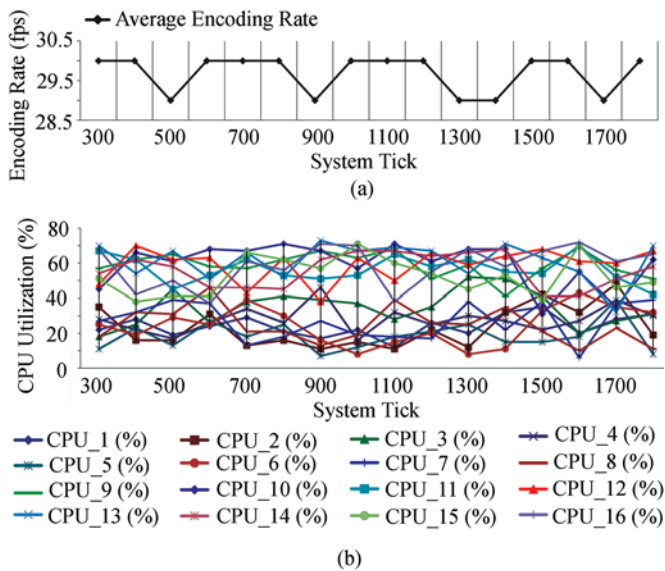 Average Encoding Rate
Encoding Rate (fps)
30.5
29.5
28.5
300 500 700 900 1100 1300 1500 1700
System Tick
(a)
CPU Utilization (%)
80
60
40
20
0
300 500 700 900 1100 1300 1500 1700
System Tick
CPU_1 (%) CPU_2 (%) CPU_3 (%) CPU_4 (%)
CPU_5 (%) CPU_6 (%) CPU_7 (%) CPU_8 (%)
CPU_9 (%) CPU_10 (%) CPU_11 (%) CPU_12 (%)
CPU_13 (%) CPU_14 (%) CPU_15 (%) CPU_16 (%)
(b)